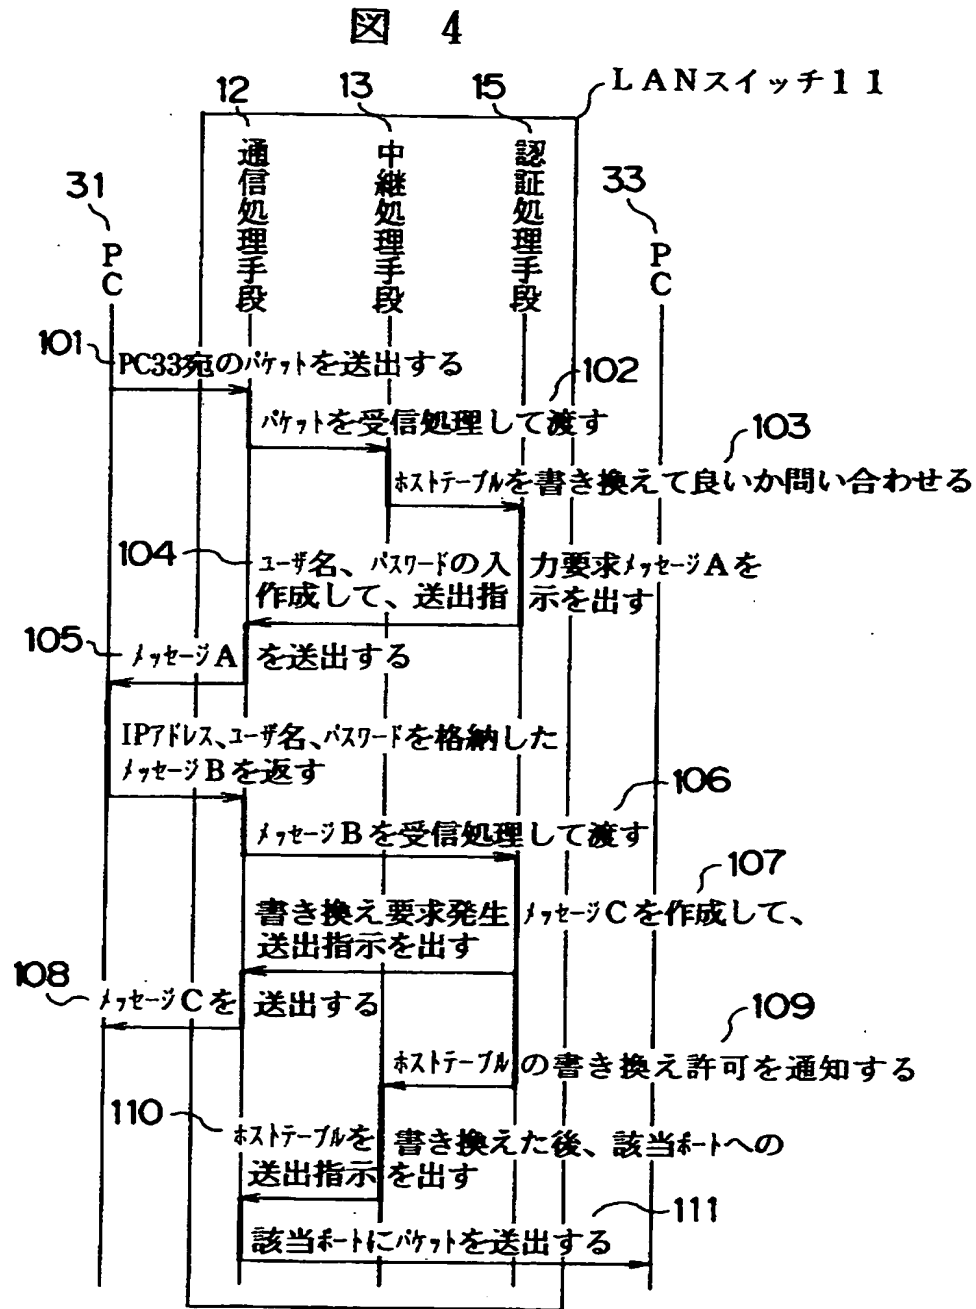 図 4
LANスイッチ11
12
13
15
通信処理手段
中継処理手段
認証処理手段
31
PC
33
PC
101
PC33宛のパケットを送出する
102
パケットを受信処理して渡す
103
ホストテーブルを書き換えて良いか問い合わせる
104
ユーザ名、パスワードの入力要求メッセージAを
作成して、送出指示を出す
105
メッセージAを送出する
IPアドレス、ユーザ名、パスワードを格納した
メッセージBを返す
106
メッセージBを受信処理して渡す
107
書き換え要求発生メッセージCを作成して、
送出指示を出す
108
メッセージCを送出する
109
ホストテーブルの書き換え許可を通知する
110
ホストテーブルを書き換えた後、該当ポートへの
送出指示を出す
111
該当ポートにパケットを送出する